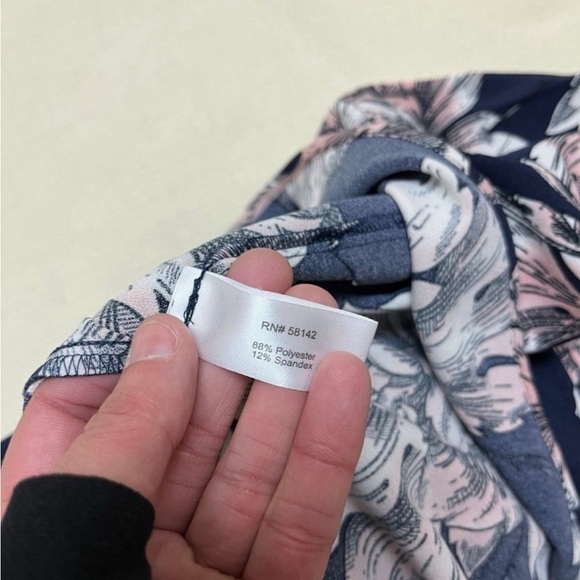 RN# 58142
88% Polyester
12% Spandex